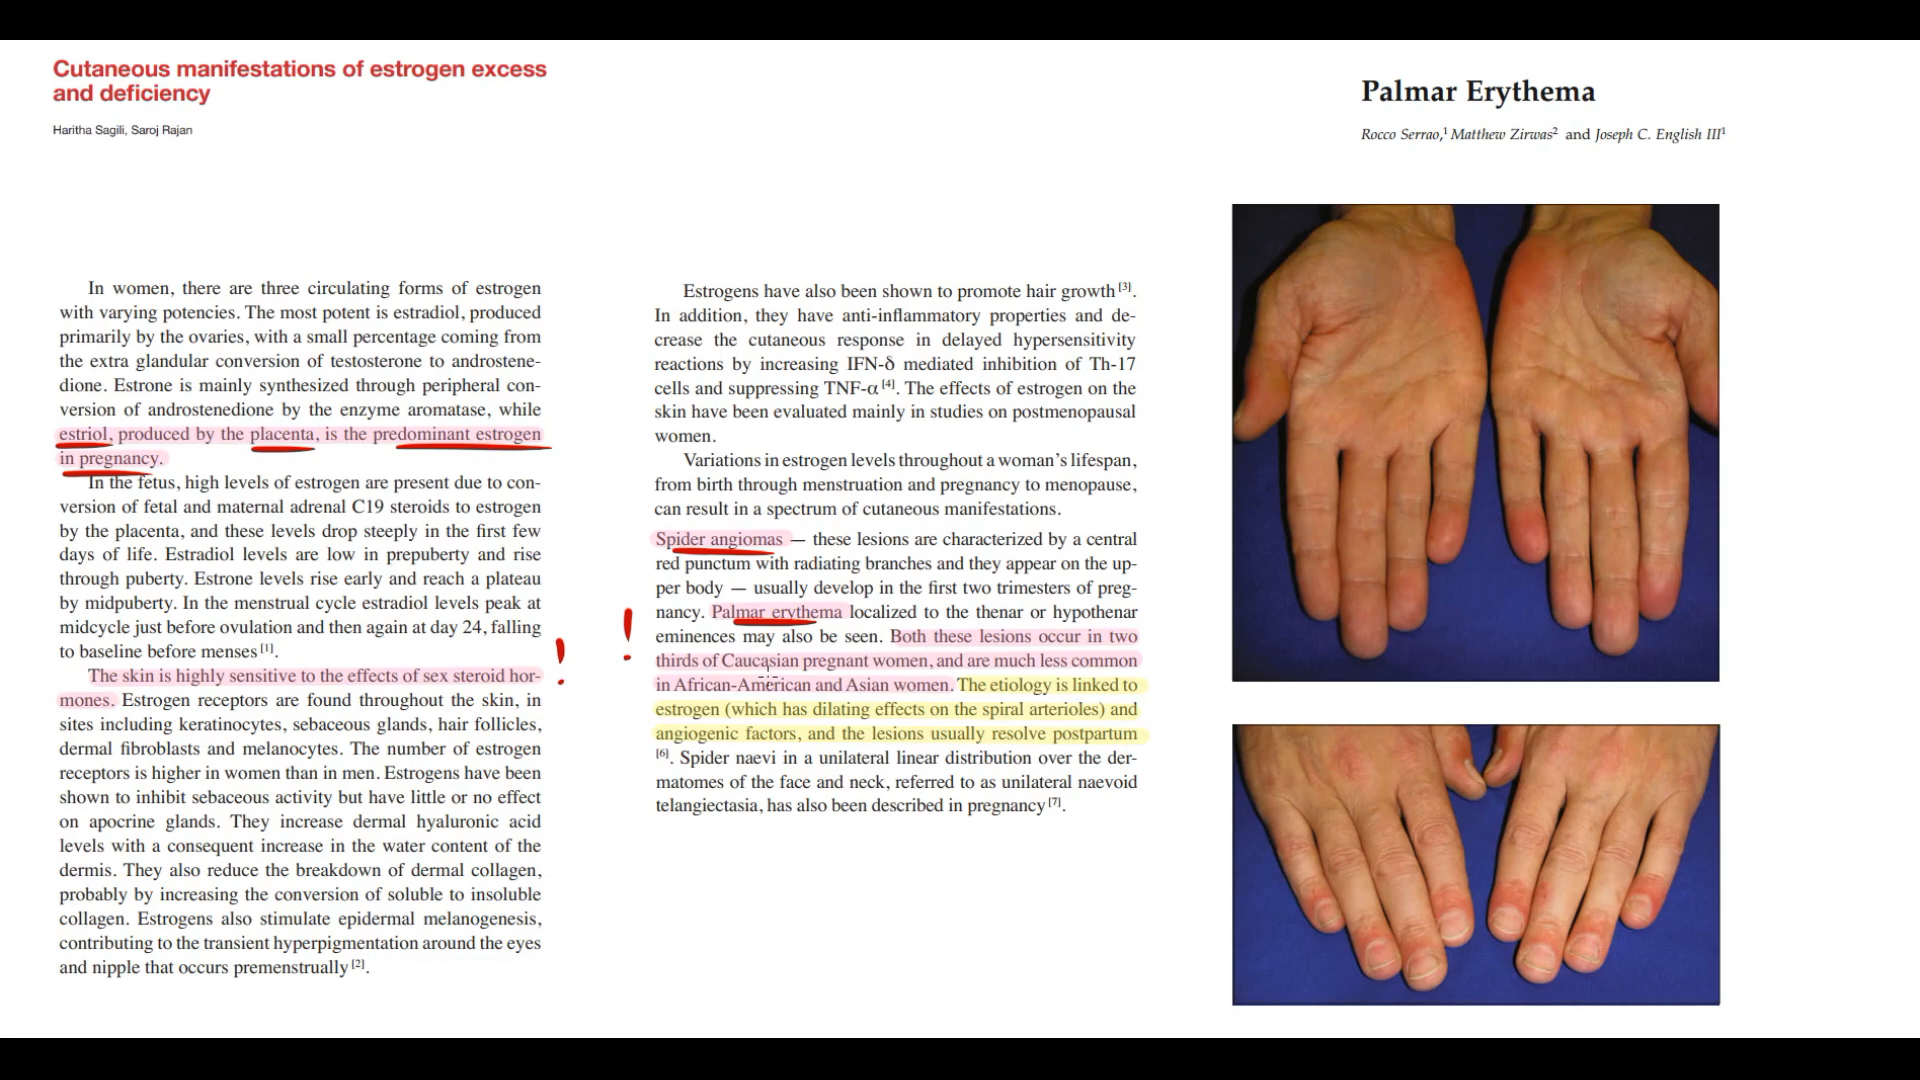 Cutaneous manifestations of estrogen excess
and deficiency
Haritha Sagili, Saroj Rajan
In women, there are three circulating forms of estrogen
with varying potencies. The most potent is estradiol, produced
primarily by the ovaries, with a small percentage coming from
the extra glandular conversion of testosterone to androstene-
dione. Estrone is mainly synthesized through peripheral con-
version of androstenedione by the enzyme aromatase, while
estriol, produced by the placenta, is the predominant estrogen
in pregnancy.
In the fetus, high levels of estrogen are present due to con-
version of fetal and maternal adrenal C19 steroids to estrogen
by the placenta, and these levels drop steeply in the first few
days of life. Estradiol levels are low in prepuberty and rise
through puberty. Estrone levels rise early and reach a plateau
by midpuberty. In the menstrual cycle estradiol levels peak at
midcycle just before ovulation and then again at day 24, falling
to baseline before menses [1].
The skin is highly sensitive to the effects of sex steroid hor-
mones. Estrogen receptors are found throughout the skin, in
sites including keratinocytes, sebaceous glands, hair follicles,
dermal fibroblasts and melanocytes. The number of estrogen
receptors is higher in women than in men. Estrogens have been
shown to inhibit sebaceous activity but have little or no effect
on apocrine glands. They increase dermal hyaluronic acid
levels with a consequent increase in the water content of the
dermis. They also reduce the breakdown of dermal collagen,
probably by increasing the conversion of soluble to insoluble
collagen. Estrogens also stimulate epidermal melanogenesis,
contributing to the transient hyperpigmentation around the eyes
and nipple that occurs premenstrually [2].
!
Estrogens have also been shown to promote hair growth [3].
In addition, they have anti-inflammatory properties and de-
crease the cutaneous response in delayed hypersensitivity
reactions by increasing IFN-δ mediated inhibition of Th-17
cells and suppressing TNF-α [4]. The effects of estrogen on the
skin have been evaluated mainly in studies on postmenopausal
women.
Variations in estrogen levels throughout a woman's lifespan,
from birth through menstruation and pregnancy to menopause,
can result in a spectrum of cutaneous manifestations.
Spider angiomas — these lesions are characterized by a central
red punctum with radiating branches and they appear on the up-
per body — usually develop in the first two trimesters of preg-
nancy. Palmar erythema localized to the thenar or hypothenar
eminences may also be seen. Both these lesions occur in two
thirds of Caucasian pregnant women, and are much less common
in African-American and Asian women. The etiology is linked to
estrogen (which has dilating effects on the spiral arterioles) and
angiogenic factors, and the lesions usually resolve postpartum
[6]. Spider naevi in a unilateral linear distribution over the der-
matomes of the face and neck, referred to as unilateral naevoid
telangiectasia, has also been described in pregnancy [7].
!
Palmar Erythema
Rocco Serrao,1 Matthew Zirwas2 and Joseph C. English III1